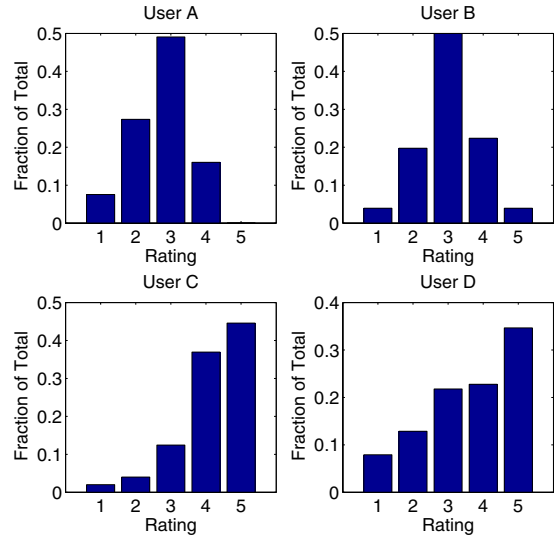 User A
0.5
0.4
0.3
0.2
0.1
0
Fraction of Total
1 2 3 4 5
Rating
User B
0.5
0.4
0.3
0.2
0.1
0
Fraction of Total
1 2 3 4 5
Rating
User C
0.5
0.4
0.3
0.2
0.1
0
Fraction of Total
1 2 3 4 5
Rating
User D
0.4
0.3
0.2
0.1
0
Fraction of Total
1 2 3 4 5
Rating